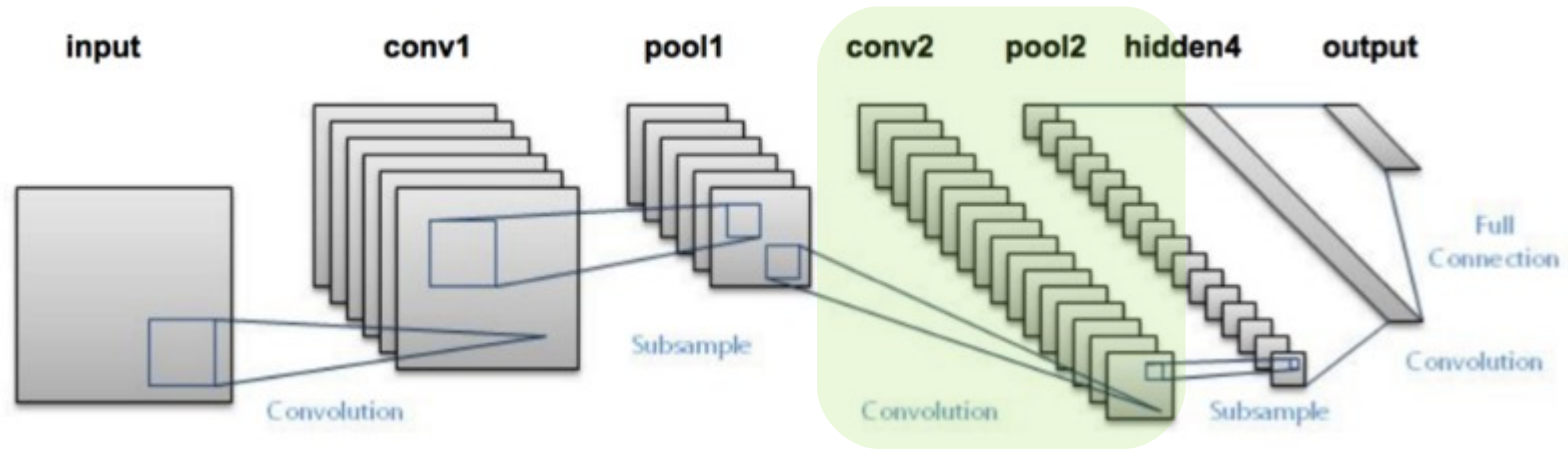 input conv1 pool1 conv2 pool2 hidden4 output
Full
Connection
Subsample
Convolution
Convolution
Convolution
Subsample